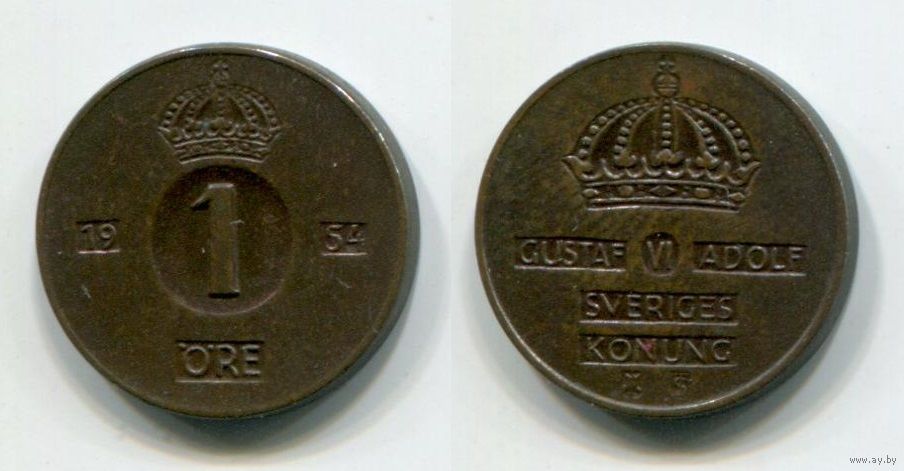 19 1 54
ÖRE
GUSTAF VI ADOLF
SVERIGES
KONUNG
www.ay.by